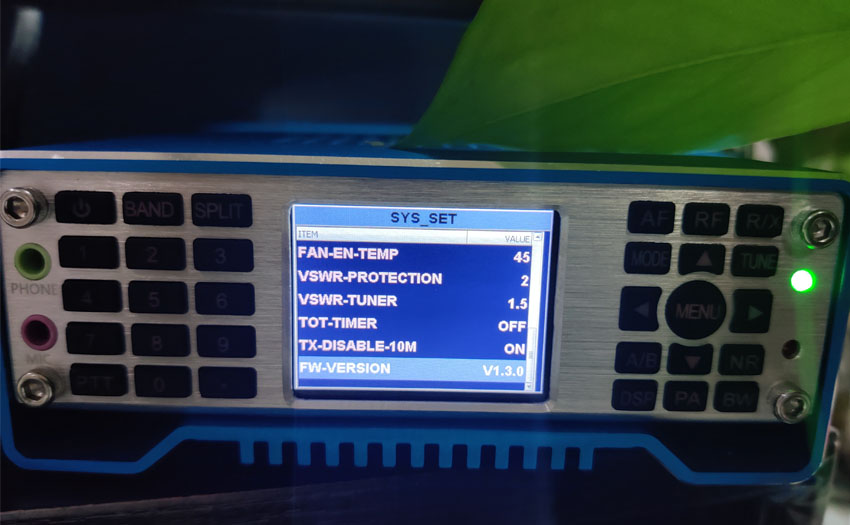 SYS_SET
ITEM VALUE
FAN-EN-TEMP 45
VSWR-PROTECTION 2
VSWR-TUNER 1.5
TOT-TIMER OFF
TX-DISABLE-10M ON
FW-VERSION V1.3.0
BAND SPLIT
2 3
PHONE
4 5 6
7 8 9
MIC
PTT 0
AF RF R/X
MODE TUNE
MENU
A/B NR
DSP PA BW